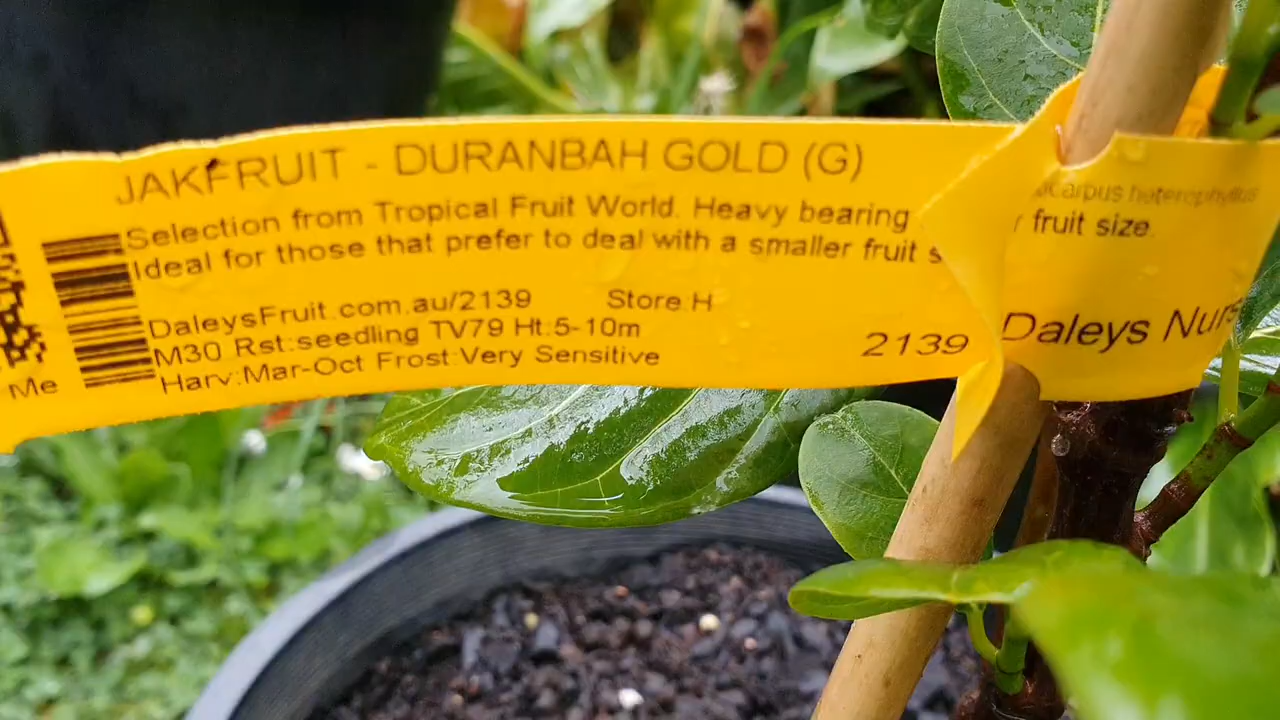 JAKFRUIT - DURANBAH GOLD (G)
Selection from Tropical Fruit World. Heavy bearing
Ideal for those that prefer to deal with a smaller fruit s
DaleysFruit.com.au/2139 Store:H
M30 Rst:seedling TV79 Ht:5-10m
Harv:Mar-Oct Frost:Very Sensitive
2139
Me
heterophyllus
r fruit size.
Daleys Nurs